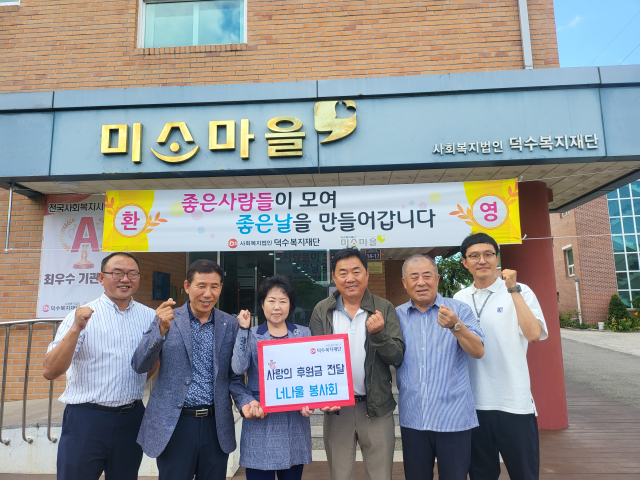 미소마을
사회복지법인 덕수복지재단
환 좋은사람들이 모여 영
좋은날을 만들어갑니다
사회복지법인 덕수복지재단 미소마을
전국사회복지시
A
최우수 기관
덕수복지재단
사랑의 후원금 전달
너나울 봉사회